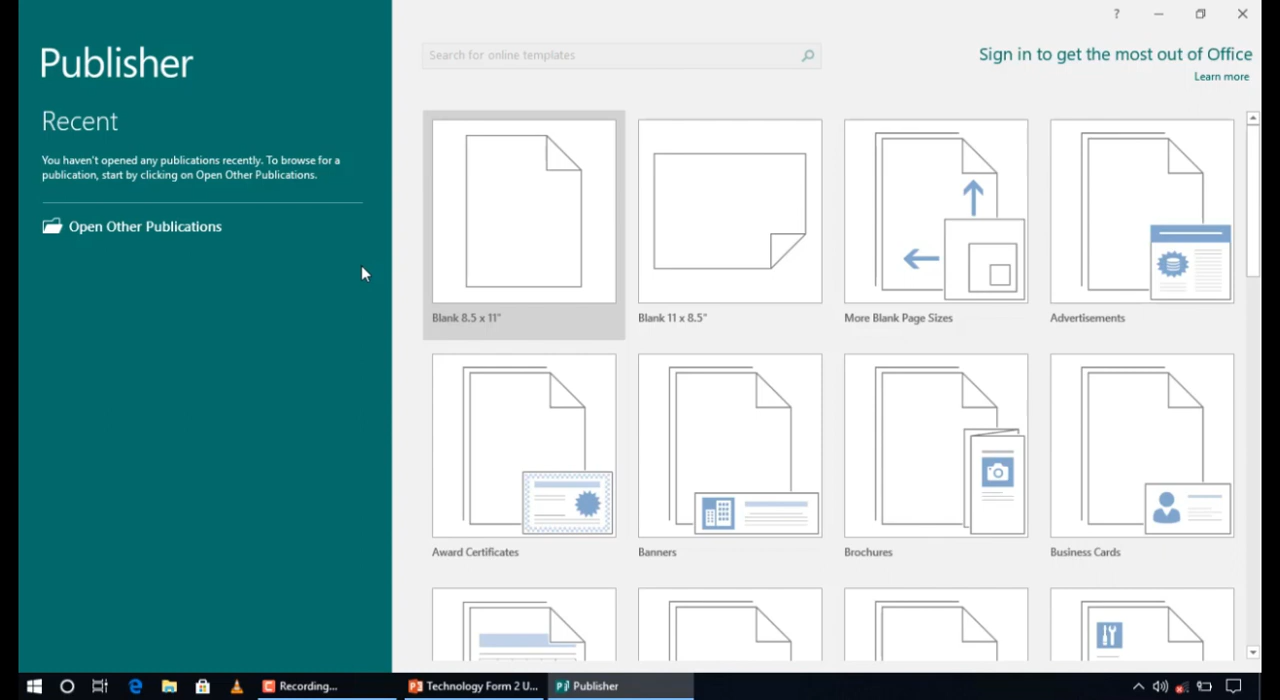 Publisher
Recent
You haven't opened any publications recently. To browse for a
publication, start by clicking on Open Other Publications.
Open Other Publications
?
Search for online templates
Sign in to get the most out of Office
Learn more
Blank 8.5 x 11"
Blank 11 x 8.5"
More Blank Page Sizes
Advertisements
Award Certificates
Banners
Brochures
Business Cards
Recording...
Technology Form 2 U...
Publisher